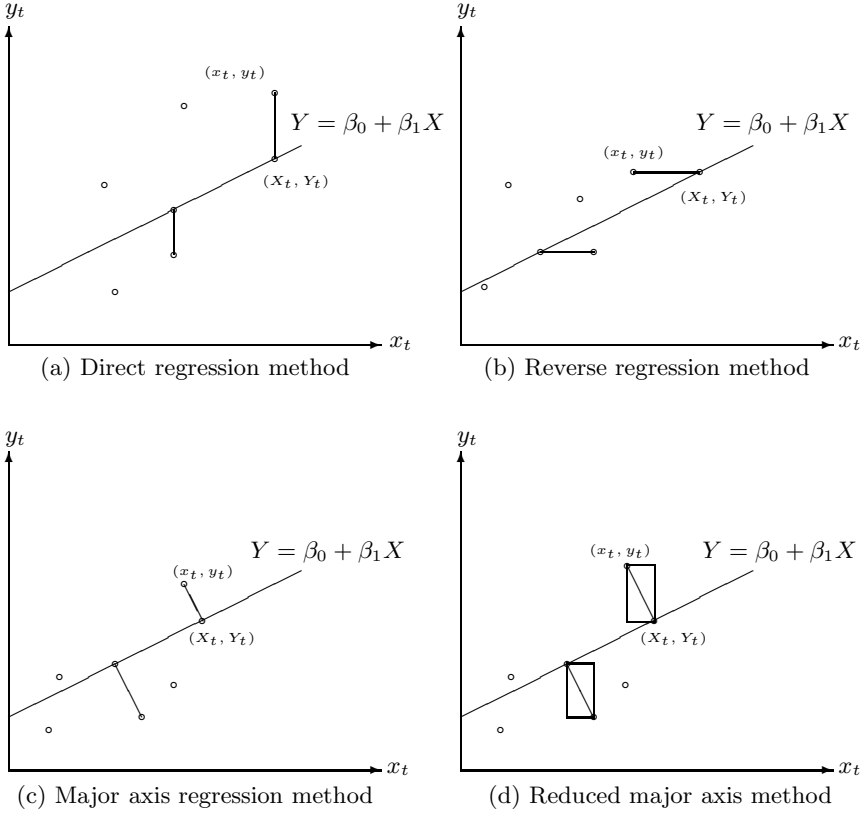 y_t
(x_t, y_t)
Y = β_0 + β_1X
(X_t, Y_t)
x_t
(a) Direct regression method
y_t
Y = β_0 + β_1X
(x_t, y_t)
(X_t, Y_t)
x_t
(b) Reverse regression method
y_t
Y = β_0 + β_1X
(x_t, y_t)
(X_t, Y_t)
x_t
(c) Major axis regression method
y_t
(x_t, y_t)
Y = β_0 + β_1X
(X_t, Y_t)
x_t
(d) Reduced major axis method